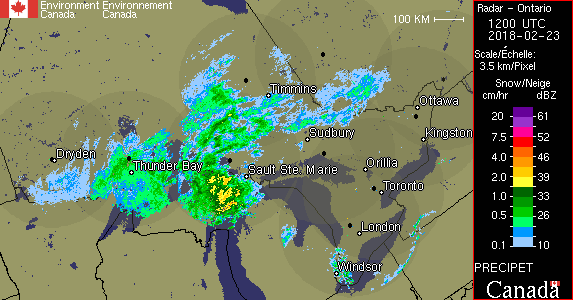 Environment Environnement
Canada Canada
100 KM
Timmins
Ottawa
Sudbury
Kingston
Dryden
Thunder Bay
Sault Ste. Marie
Orillia
Toronto
London
Windsor
Radar - Ontario
1200 UTC
2018-02-23
Scale/Échelle:
3.5 km/Pixel
Snow/Neige
cm/hr dBZ
20 61
7.5 52
4.0 46
2.0 39
1.0 33
0.5 26
0.1 10
PRECIPET
Canada